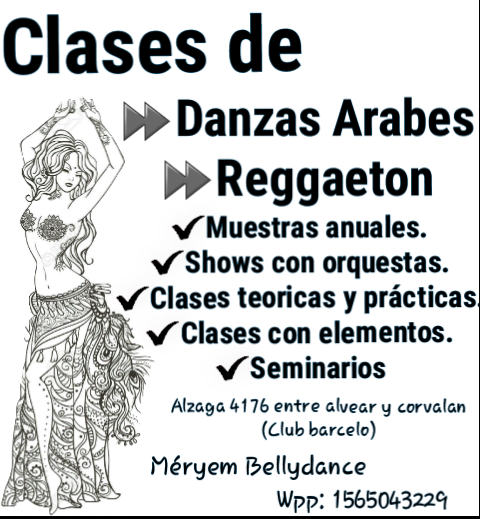 Clases de
Danzas Arabes
Reggaeton
Muestras anuales.
Shows con orquestas.
Clases teoricas y prácticas.
Clases con elementos.
Seminarios
Alzaga 4176 entre alvear y corvalan
(Club barcelo)
Méryem Bellydance
Wpp: 1565043229